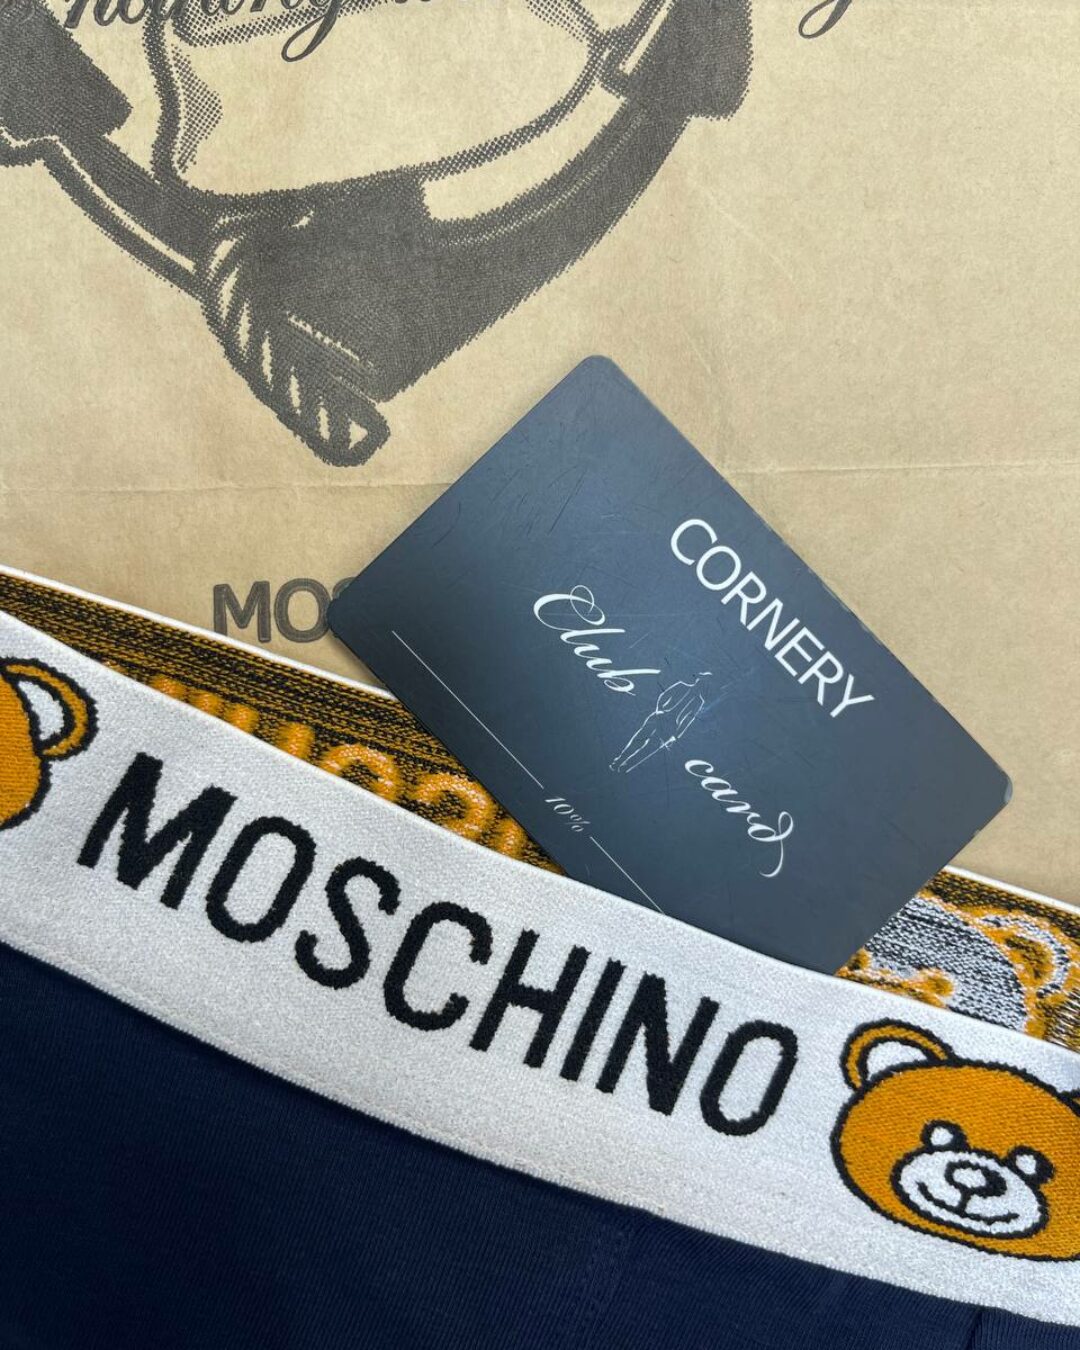 MOS
CORNERY
Club card
10%
MOSCHINO